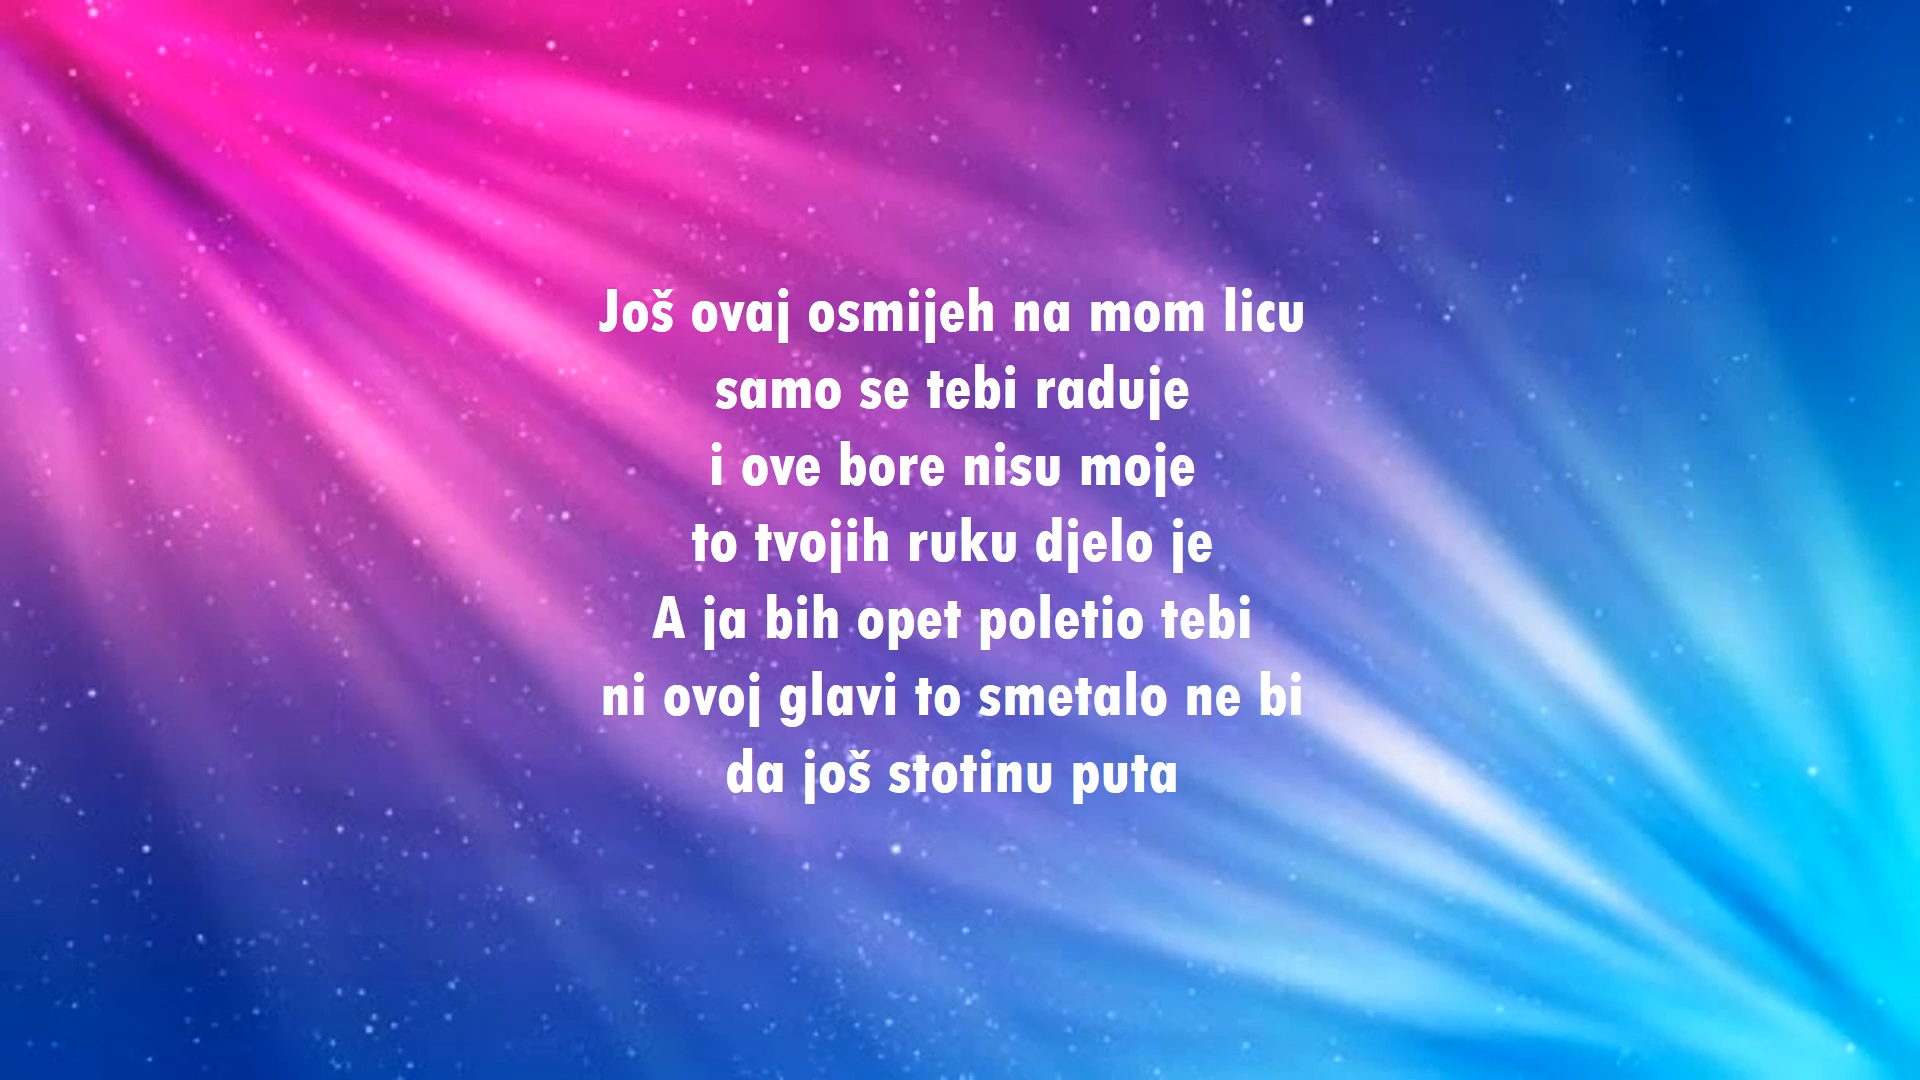 Još ovaj osmijeh na mom licu
samo se tebi raduje
i ove bore nisu moje
to tvojih ruku djelo je
A ja bih opet poletio tebi
ni ovoj glavi to smetalo ne bi
da još stotinu puta